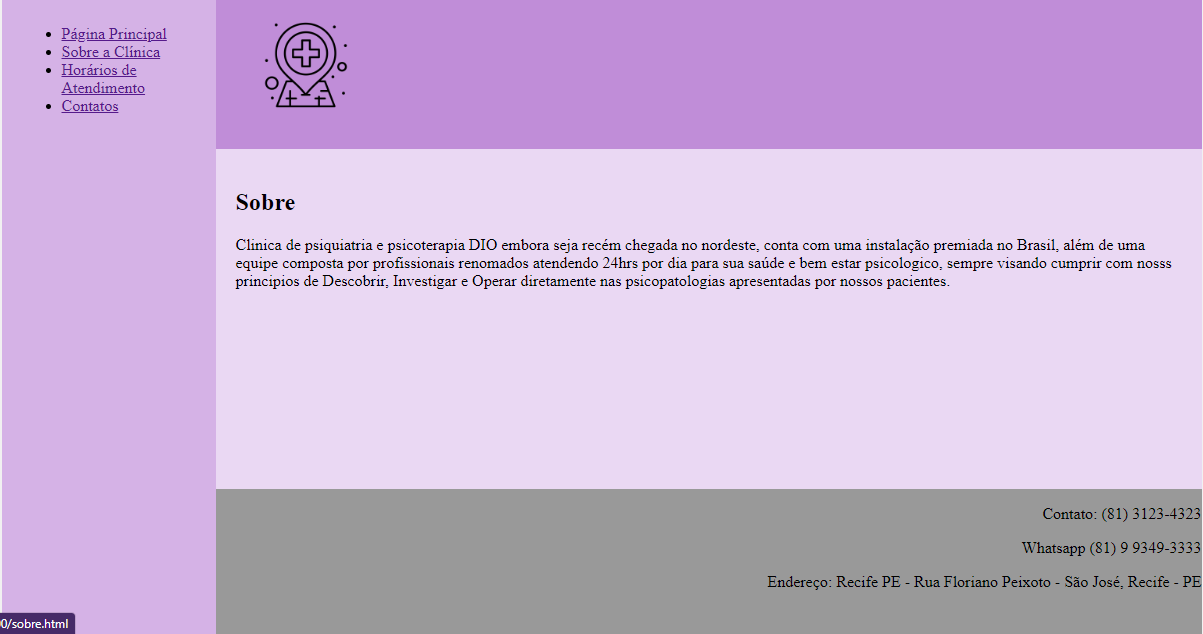 Página Principal
Sobre a Clínica
Horários de
Atendimento
Contatos
Sobre
Clinica de psiquiatria e psicoterapia DIO embora seja recém chegada no nordeste, conta com uma instalação premiada no Brasil, além de uma
equipe composta por profissionais renomados atendendo 24hrs por dia para sua saúde e bem estar psicologico, sempre visando cumprir com nosss
principios de Descobrir, Investigar e Operar diretamente nas psicopatologias apresentadas por nossos pacientes.
Contato: (81) 3123-4323
Whatsapp (81) 9 9349-3333
Endereço: Recife PE - Rua Floriano Peixoto - São José, Recife - PE
0/sobre.html